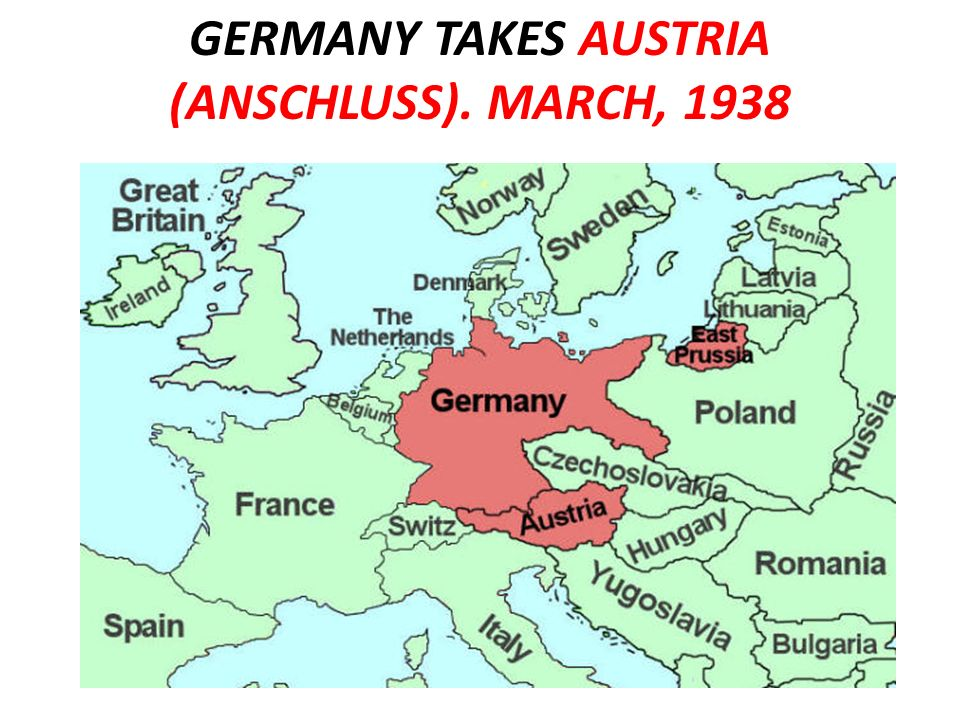 GERMANY TAKES AUSTRIA
(ANSCHLUSS). MARCH, 1938
Great
Britain
Norway
Sweden
Estonia
Ireland
Denmark
Latvia
Lithuania
The
Netherlands
East
Prussia
Belgium
Germany
Poland
Russia
Czechoslovakia
France
Switz
Austria
Hungary
Romania
Yugoslavia
Spain
Italy
Bulgaria